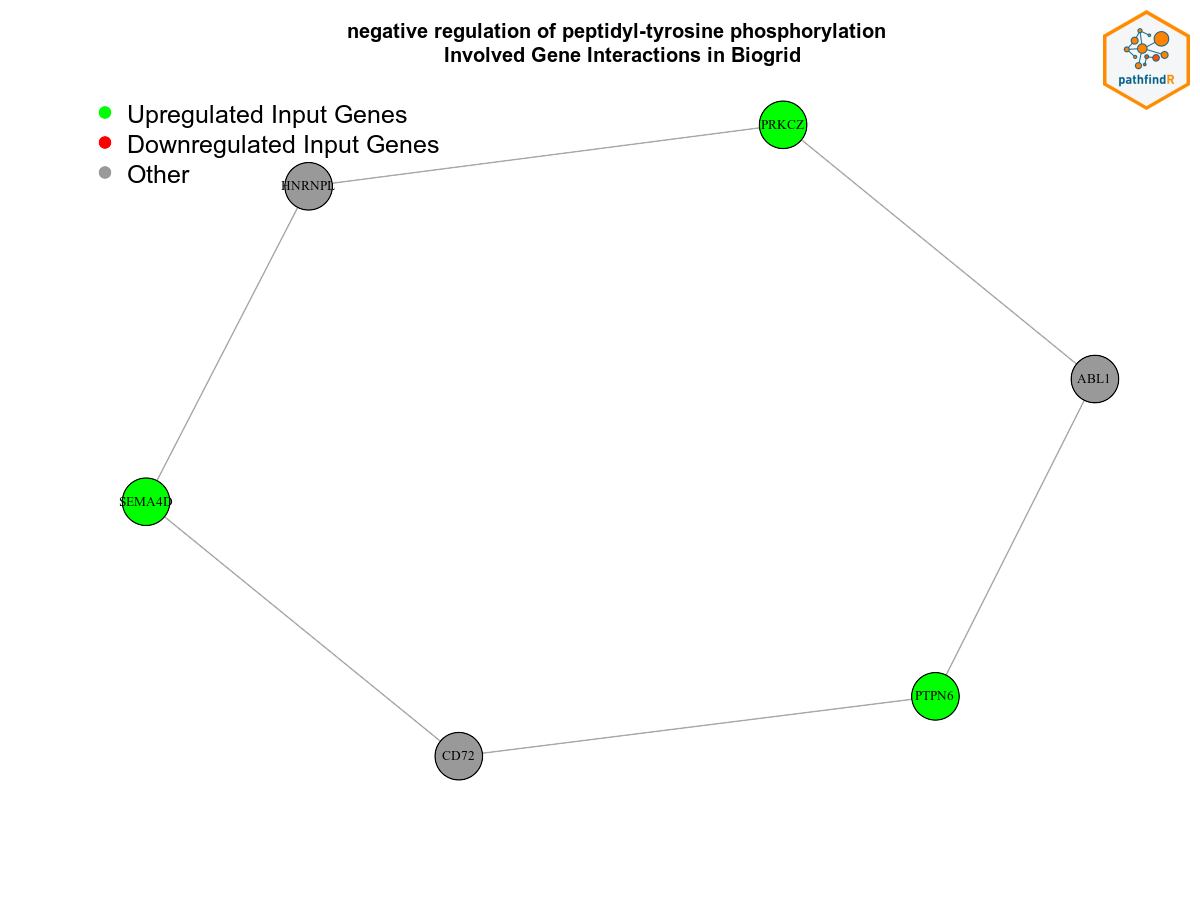 negative regulation of peptidyl-tyrosine phosphorylation
Involved Gene Interactions in Biogrid
pathfindR
Upregulated Input Genes
Downregulated Input Genes
Other
PRKCZ
HNRNPL
ABL1
SEMA4D
PTPN6
CD72